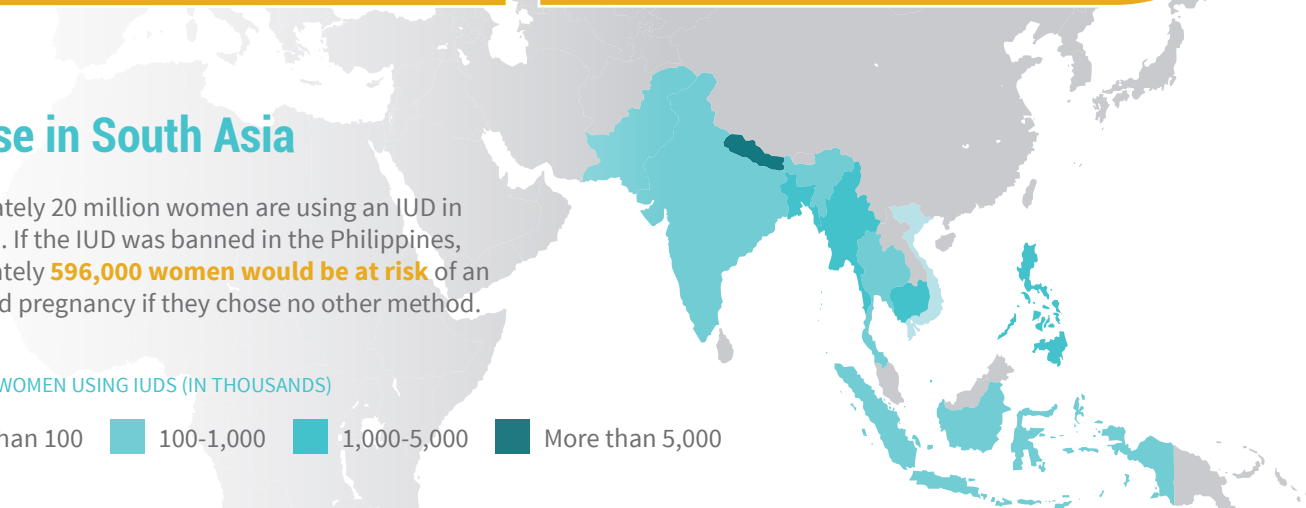 se in South Asia
ately 20 million women are using an IUD in
. If the IUD was banned in the Philippines,
ately 596,000 women would be at risk of an
d pregnancy if they chose no other method.
WOMEN USING IUDS (IN THOUSANDS)
han 100 100-1,000 1,000-5,000 More than 5,000